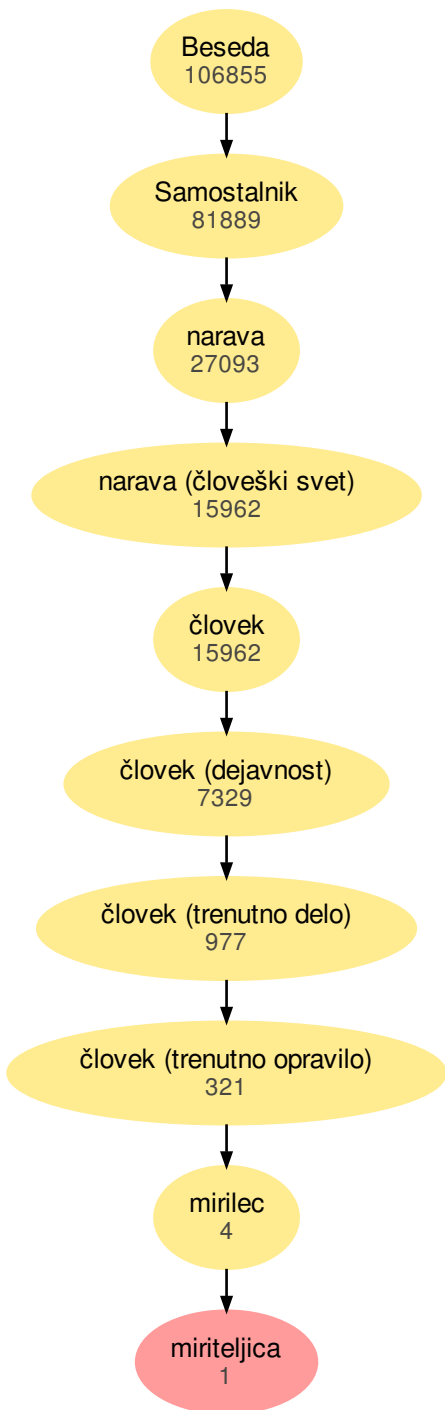 Beseda
106855
Samostalnik
81889
narava
27093
narava (človeški svet)
15962
človek
15962
človek (dejavnost)
7329
človek (trenutno delo)
977
človek (trenutno opravilo)
321
mirilec
4
miriteljica
1